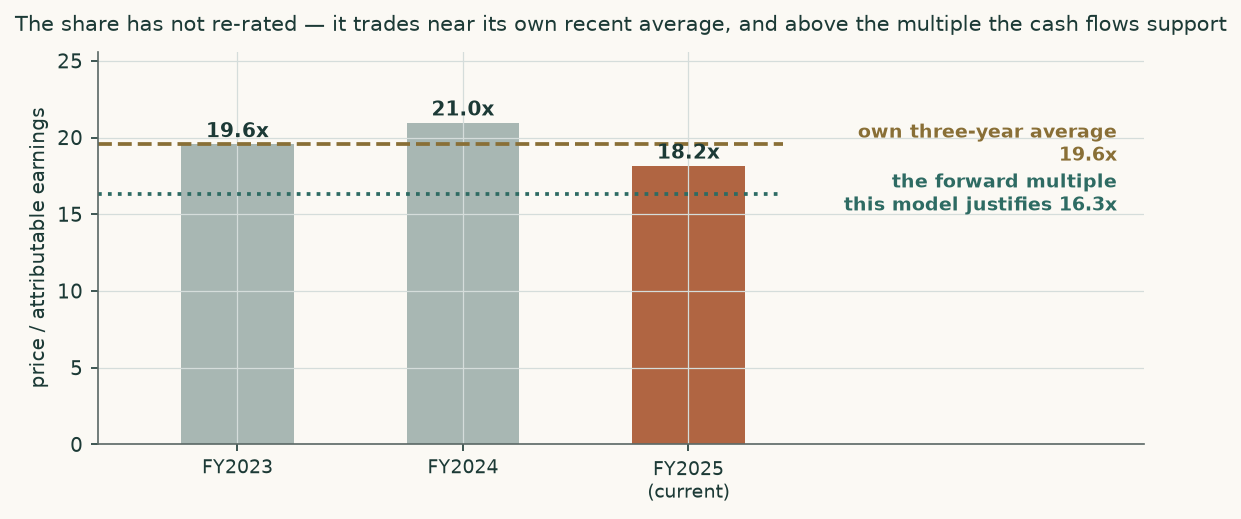 The share has not re-rated — it trades near its own recent average, and above the multiple the cash flows support
price / attributable earnings
25
20
15
10
5
0
19.6x
21.0x
18.2x
own three-year average
19.6x
the forward multiple
this model justifies 16.3x
FY2023
FY2024
FY2025
(current)